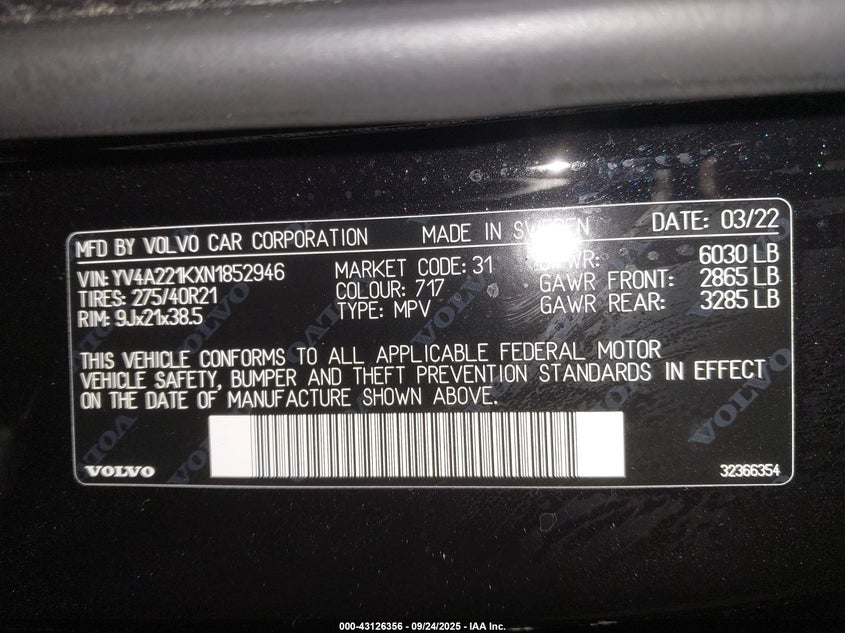 MFD BY VOLVO CAR CORPORATION MADE IN SWEDEN DATE: 03/22
VIN: YV4A221KXN1852946 MARKET CODE: 31 GVWR: 6030 LB
TIRES: 275/40R21 COLOUR: 717 GAWR FRONT: 2865 LB
RIM: 9Jx21x38.5 TYPE: MPV GAWR REAR: 3285 LB
THIS VEHICLE CONFORMS TO ALL APPLICABLE FEDERAL MOTOR
VEHICLE SAFETY, BUMPER AND THEFT PREVENTION STANDARDS IN EFFECT
ON THE DATE OF MANUFACTURE SHOWN ABOVE.
VOLVO 32366354
000-43126356 - 09/24/2025 - IAA Inc.